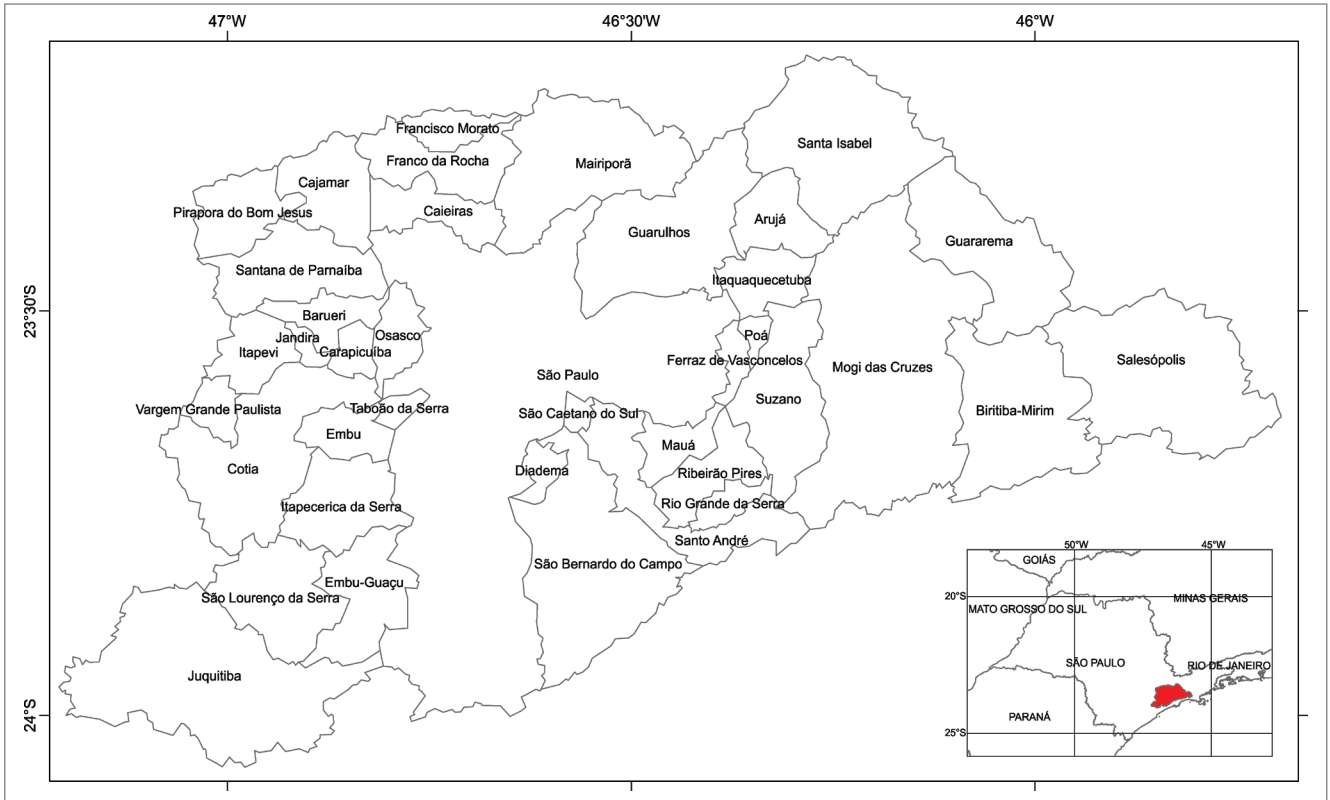 47°W
46°30'W
46°W
Santa Isabel
Francisco Morato
Franco da Rocha
Mairiporã
Cajamar
Pirapora do Bom Jesus
Caieiras
Arujá
Guarulhos
Guararema
Santana de Parnaíba
Itaquaquecetuba
23°30'S
Barueri
Jandira
Osasco
Poá
Itapevi
Carapicuíba
Ferraz de Vasconcelos
Salesópolis
Mogi das Cruzes
São Paulo
Suzano
Vargem Grande Paulista
Taboão da Serra
São Caetano do Sul
Biritiba-Mirim
Embu
Mauá
Cotia
Diadema
Ribeirão Pires
Itapecerica da Serra
Rio Grande da Serra
Santo André
São Bernardo do Campo
Embu-Guaçu
São Lourenço da Serra
Juquitiba
24°S
50°W
45°W
GOIÁS
20°S
MINAS GERAIS
MATO GROSSO DO SUL
SÃO PAULO
RIO DE JANEIRO
PARANÁ
25°S